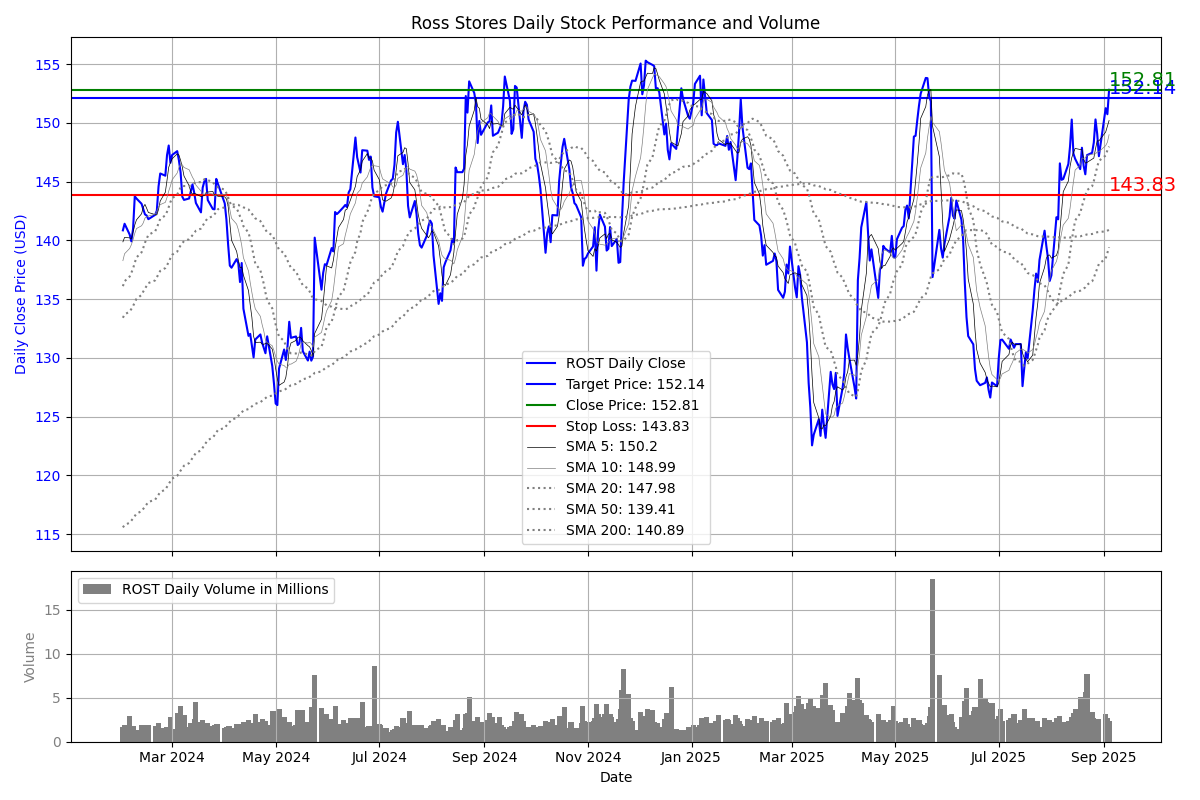 Ross Stores Daily Stock Performance and Volume
155
150
145
140
135
130
125
120
115
Daily Close Price (USD)
152.81
152.14
143.83
ROST Daily Close
Target Price: 152.14
Close Price: 152.81
Stop Loss: 143.83
SMA 5: 150.2
SMA 10: 148.99
SMA 20: 147.98
SMA 50: 139.41
SMA 200: 140.89
ROST Daily Volume in Millions
15
10
5
0
Volume
Mar 2024 May 2024 Jul 2024 Sep 2024 Nov 2024 Jan 2025 Mar 2025 May 2025 Jul 2025 Sep 2025
Date